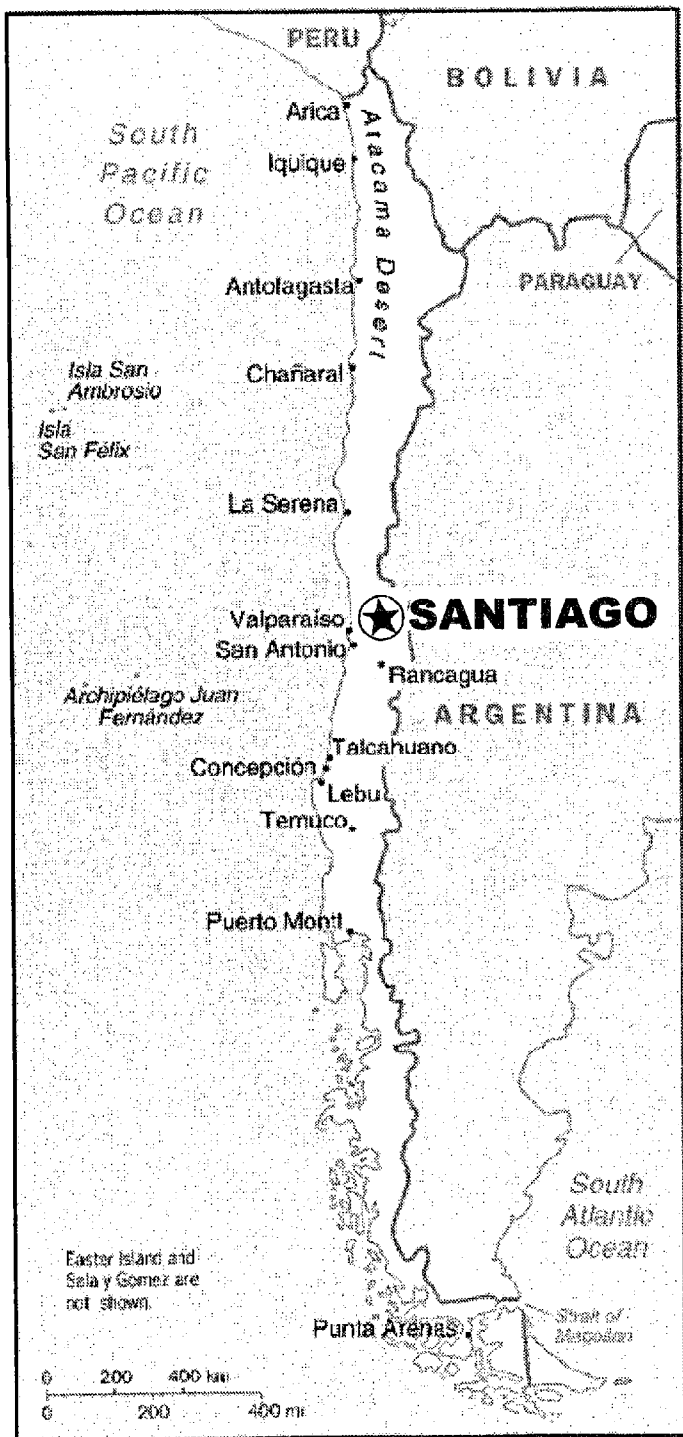 PERU
BOLIVIA
Arica
Atacama Desert
South
Pacific
Ocean
Iquique
PARAGUAY
Antofagasta
Isla San
Ambrosio
Chañaral
Isla
San Félix
La Serena
Valparaíso
SANTIAGO
San Antonio
Rancagua
Archipiélago Juan
Fernández
ARGENTINA
Talcahuano
Concepción
Lebu
Temuco
Puerto Montt
South
Atlantic
Ocean
Easter Island and
Sala y Gomez are
not shown.
Strait of
Magellan
Punta Arenas
0 200 400 km
0 200 400 mi